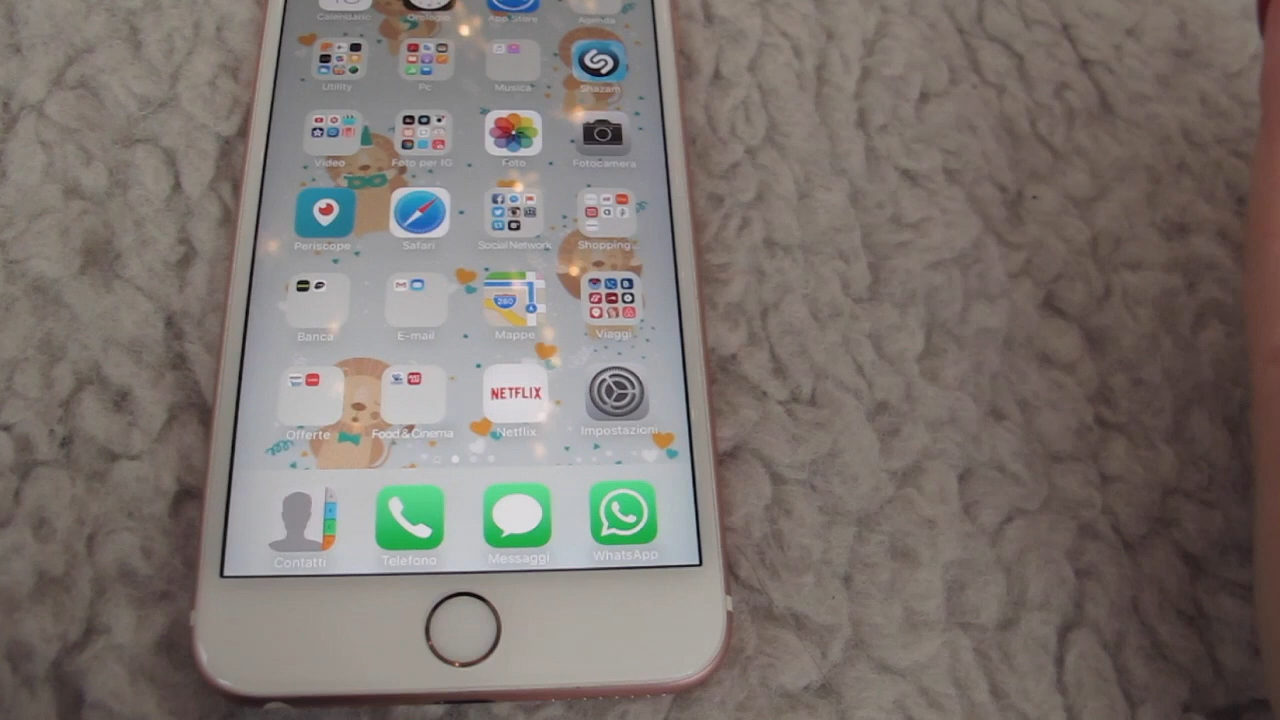 Calendario Orologio App Store Agenda
Utility Pc Musica Shazam
Video Foto per IG Foto Fotocamera
Periscope Safari Social Network Shopping
280
Banca E-mail Mappe Viaggi
NETFLIX
Offerte Food & Cinema Netflix Impostazioni
Contatti Telefono Messaggi WhatsApp